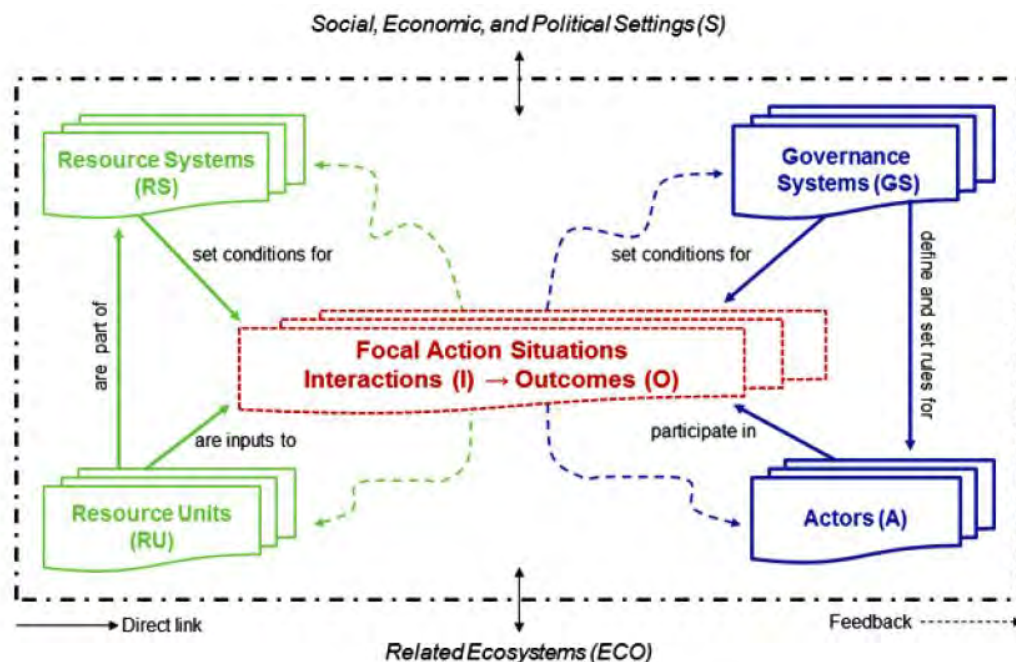 Social, Economic, and Political Settings (S)
Resource Systems
(RS)
Governance
Systems (GS)
set conditions for
set conditions for
are part of
define and set rules for
Focal Action Situations
Interactions (I) → Outcomes (O)
are inputs to
participate in
Resource Units
(RU)
Actors (A)
Direct link
Feedback
Related Ecosystems (ECO)